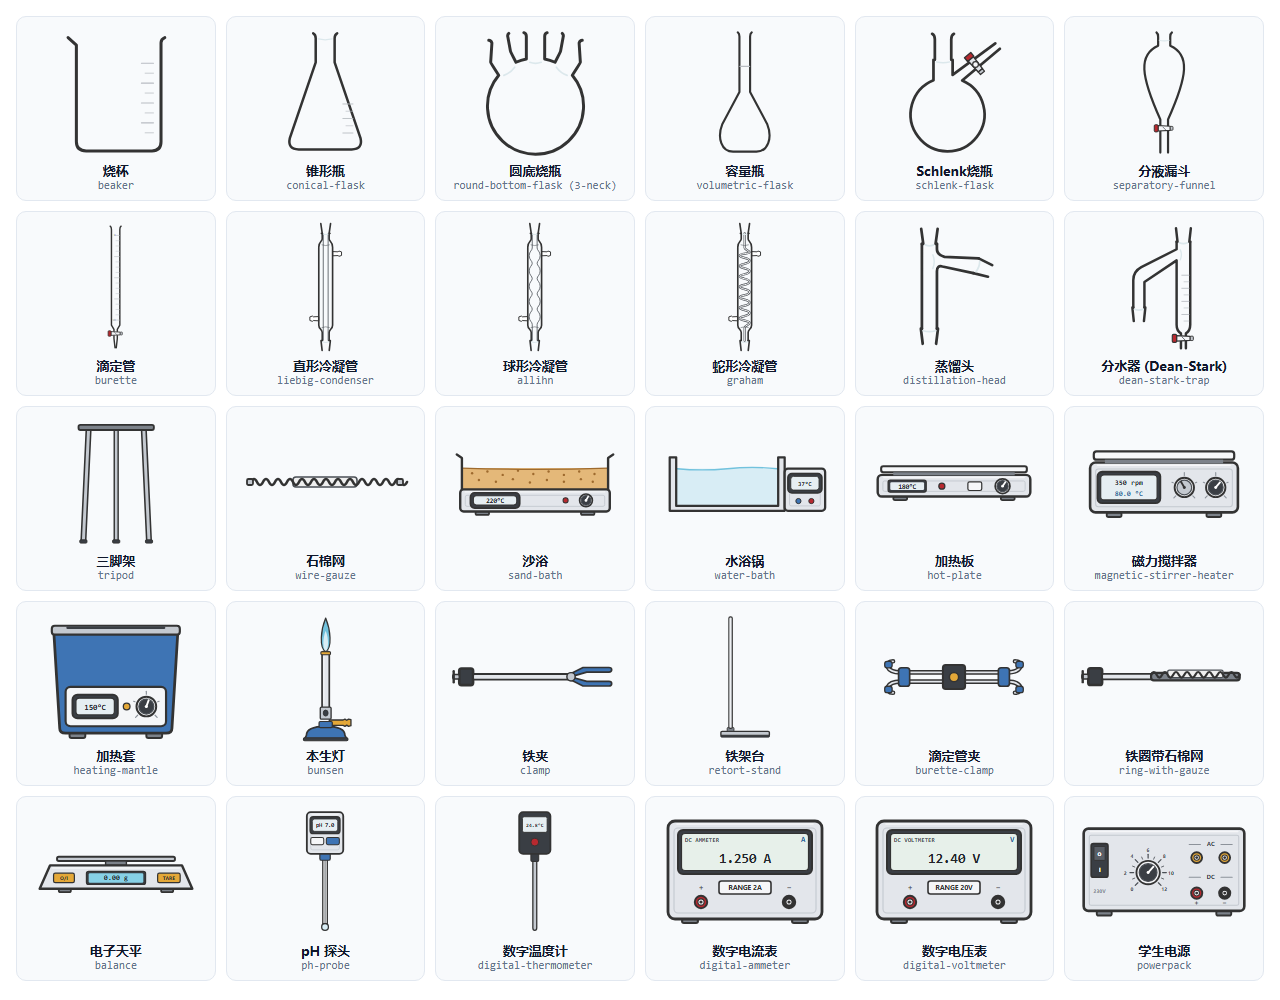 烧杯
beaker
锥形瓶
conical-flask
圆底烧瓶
round-bottom-flask (3-neck)
容量瓶
volumetric-flask
Schlenk烧瓶
schlenk-flask
分液漏斗
separatory-funnel
滴定管
burette
直形冷凝管
liebig-condenser
球形冷凝管
allihn
蛇形冷凝管
graham
蒸馏头
distillation-head
分水器 (Dean-Stark)
dean-stark-trap
三脚架
tripod
石棉网
wire-gauze
220°C
沙浴
sand-bath
37°C
水浴锅
water-bath
180°C
加热板
hot-plate
350 rpm
80.0 °C
磁力搅拌器
magnetic-stirrer-heater
150°C
加热套
heating-mantle
本生灯
bunsen
铁夹
clamp
铁架台
retort-stand
滴定管夹
burette-clamp
铁圈带石棉网
ring-with-gauze
O/I
0.00 g
TARE
电子天平
balance
pH 7.0
pH 探头
ph-probe
数字温度计
digital-thermometer
DC AMMETER
A
1.250 A
+
RANGE 2A
−
数字电流表
digital-ammeter
DC VOLTMETER
V
12.40 V
+
RANGE 20V
−
数字电压表
digital-voltmeter
0 2 4 6 8 10 12
AC
DC
+
−
230V
学生电源
powerpack